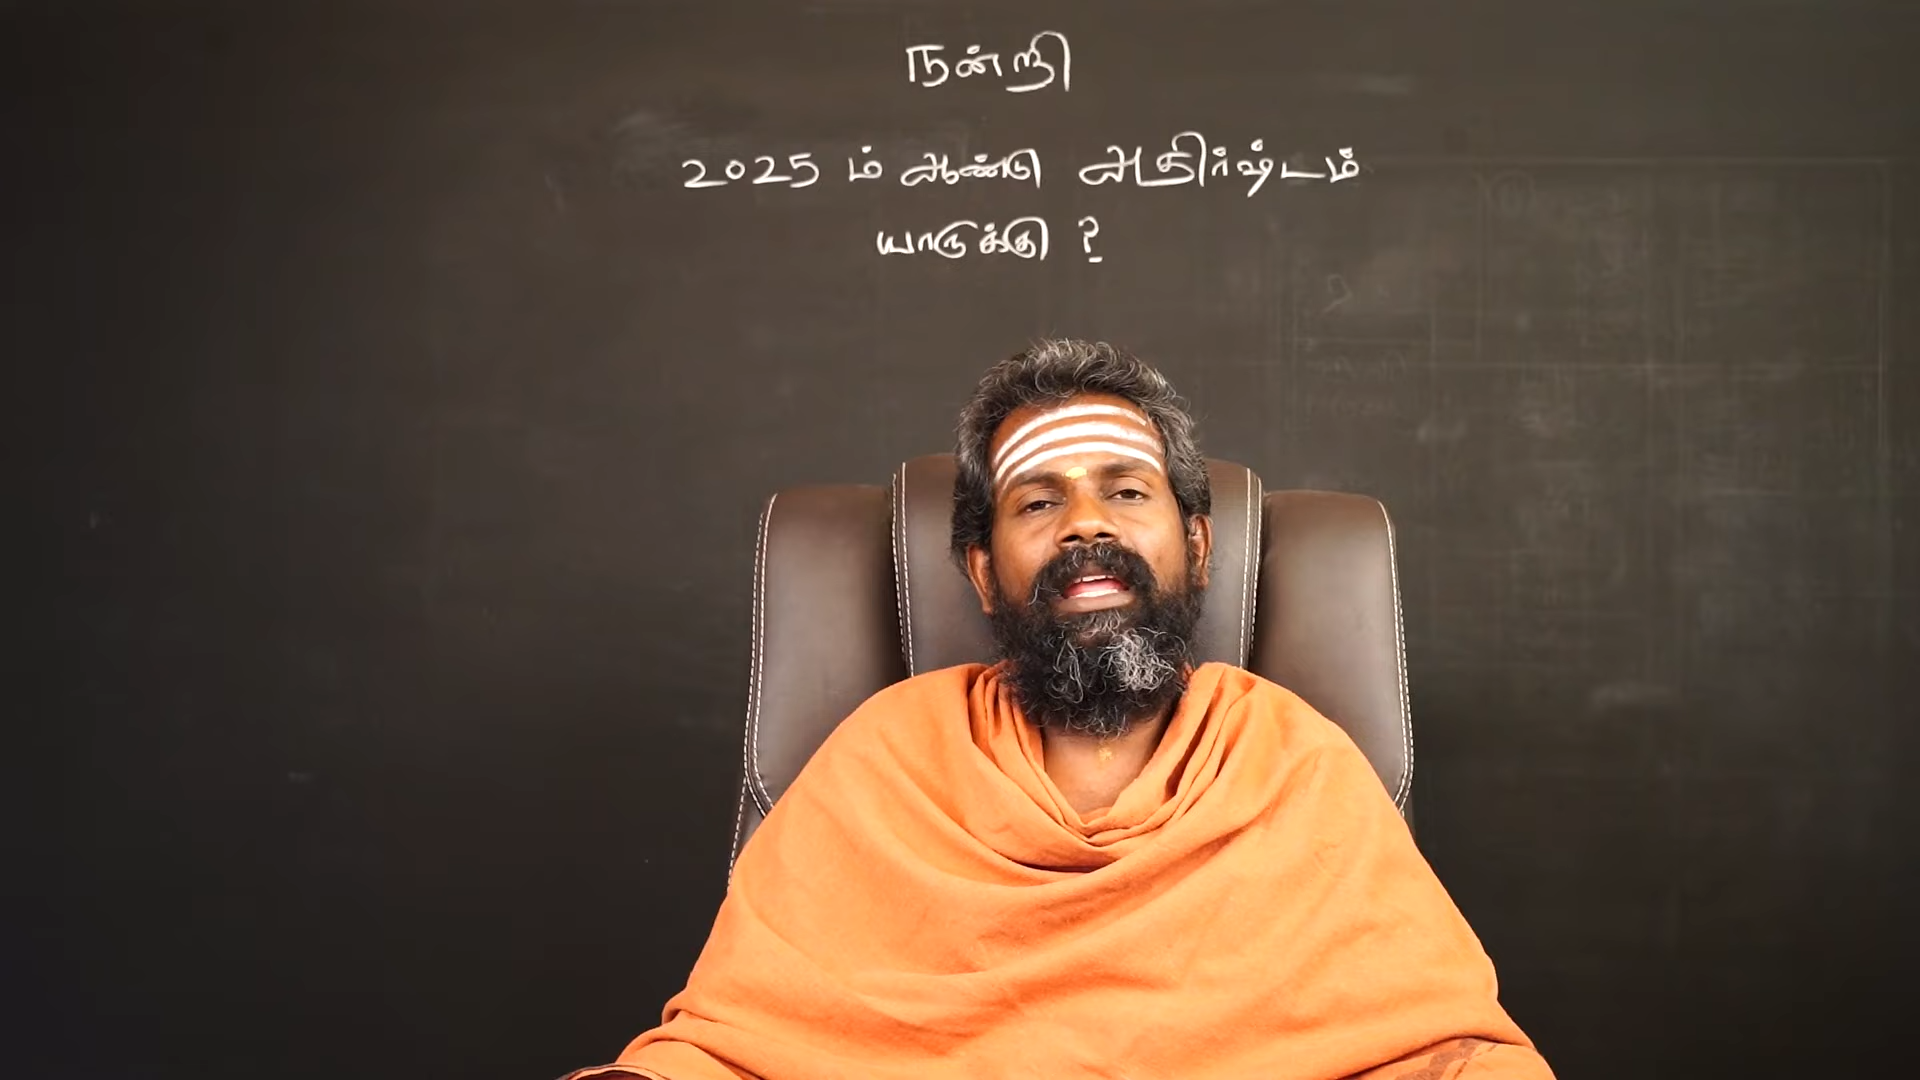 நன்றி
2025 ம் ஆண்டு அதிர்ஷ்டம்
யாருக்கு ?